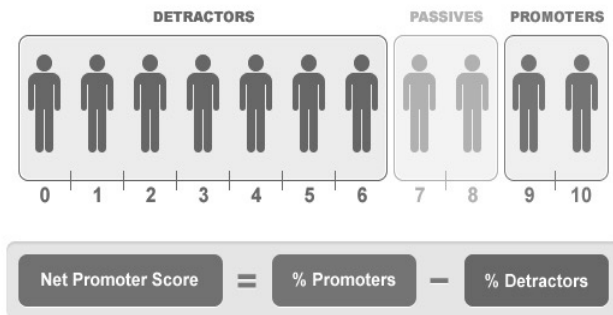 DETRACTORS PASSIVES PROMOTERS
0 1 2 3 4 5 6 7 8 9 10
Net Promoter Score = % Promoters − % Detractors